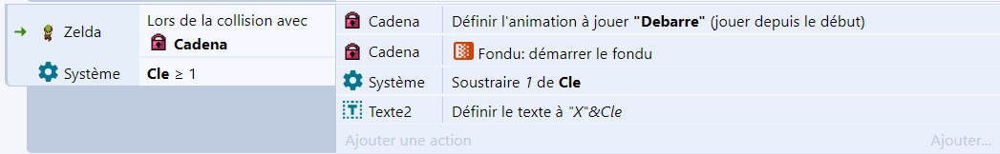 Zelda
Lors de la collision avec
Cadena
Système
Cle ≥ 1
Cadena
Définir l'animation à jouer "Debarre" (jouer depuis le début)
Cadena
Fondu: démarrer le fondu
Système
Soustraire 1 de Cle
Texte2
Définir le texte à "X"&Cle
Ajouter une action
Ajouter...